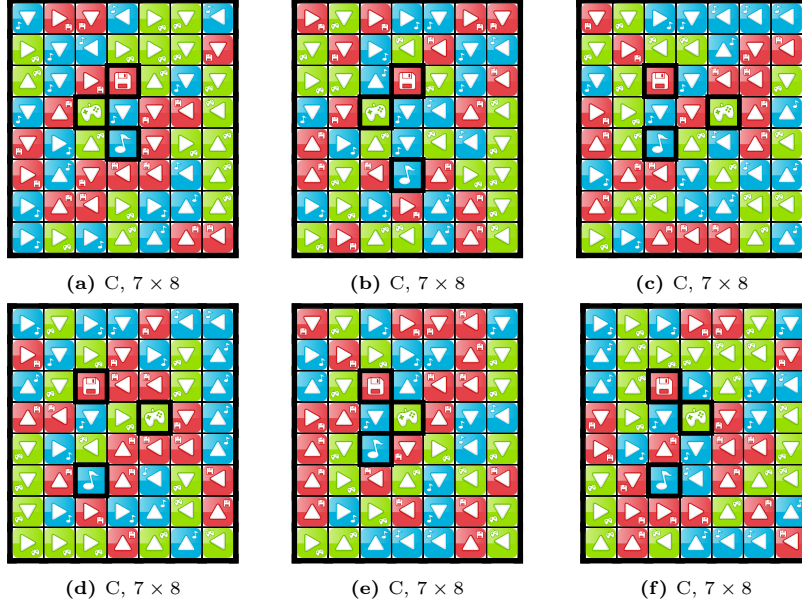 (a) C, 7 × 8
(b) C, 7 × 8
(c) C, 7 × 8
(d) C, 7 × 8
(e) C, 7 × 8
(f) C, 7 × 8